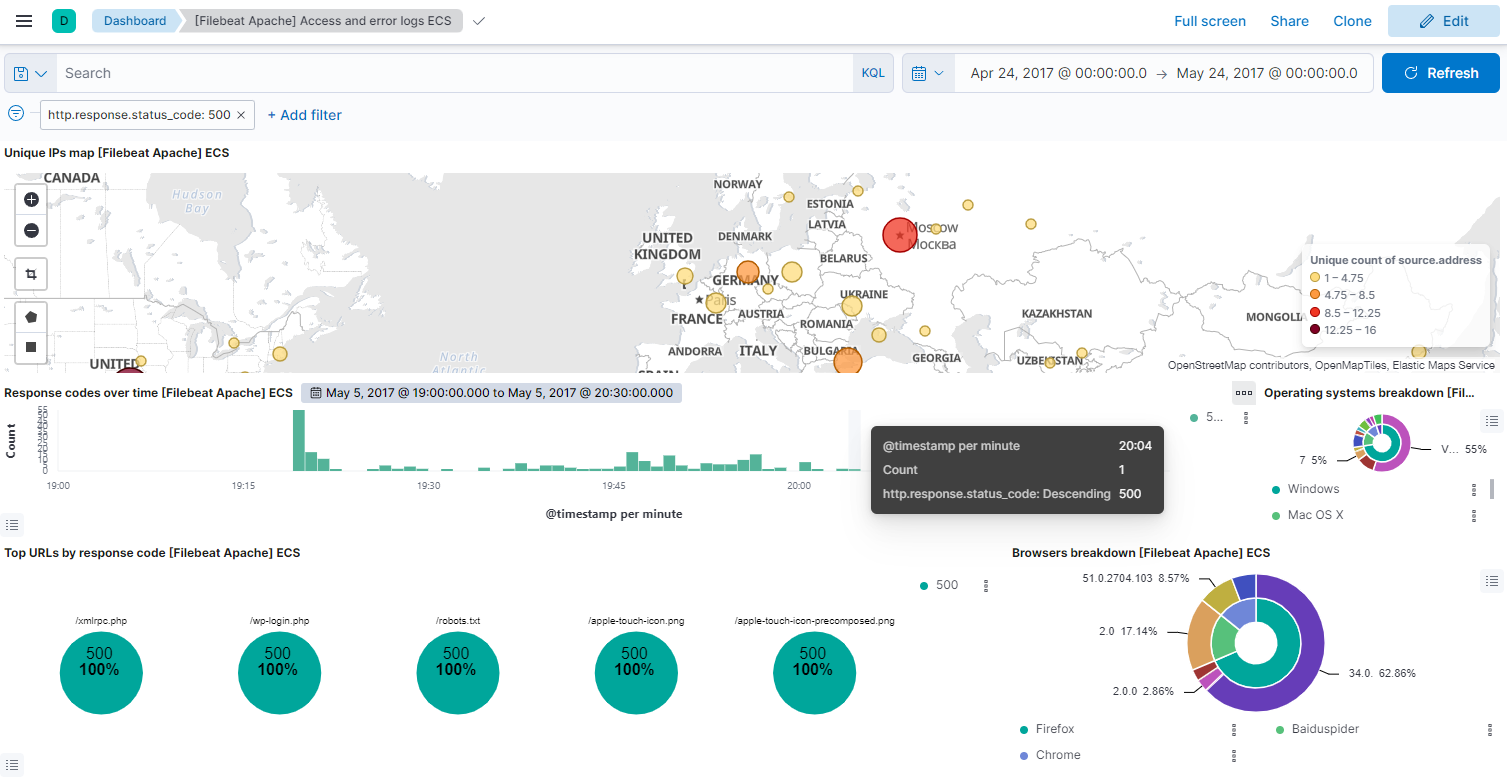 D Dashboard [Filebeat Apache] Access and error logs ECS Full screen Share Clone Edit
Search KQL Apr 24, 2017 @ 00:00:00.0 → May 24, 2017 @ 00:00:00.0 Refresh
http.response.status_code: 500 × + Add filter
Unique IPs map [Filebeat Apache] ECS
CANADA
Hudson
Bay
NORWAY
ESTONIA
LATVIA
Moscow
Москва
UNITED
KINGDOM
DENMARK
BELARUS
GERMANY
Paris
UKRAINE
FRANCE
AUSTRIA
ROMANIA
KAZAKHSTAN
MONGOLIA
North
Atlantic
UNITED
ANDORRA
ITALY
BULGARIA
GEORGIA
UZBEKISTAN
SPAIN
Unique count of source.address
1 – 4.75
4.75 – 8.5
8.5 – 12.25
12.25 – 16
OpenStreetMap contributors, OpenMapTiles, Elastic Maps Service
Response codes over time [Filebeat Apache] ECS May 5, 2017 @ 19:00:00.000 to May 5, 2017 @ 20:30:00.000
Count
55
50
45
40
35
30
25
20
15
10
5
0
19:00 19:15 19:30 19:45 20:00
@timestamp per minute
5...
@timestamp per minute 20:04
Count 1
http.response.status_code: Descending 500
Operating systems breakdown [Fil...
7 5%
V... 55%
Windows
Mac OS X
Top URLs by response code [Filebeat Apache] ECS
500
/xmlrpc.php /wp-login.php /robots.txt /apple-touch-icon.png /apple-touch-icon-precomposed.png
500 500 500 500 500
100% 100% 100% 100% 100%
Browsers breakdown [Filebeat Apache] ECS
51.0.2704.103 8.57%
2.0 17.14%
2.0.0 2.86%
34.0. 62.86%
Firefox Baiduspider
Chrome